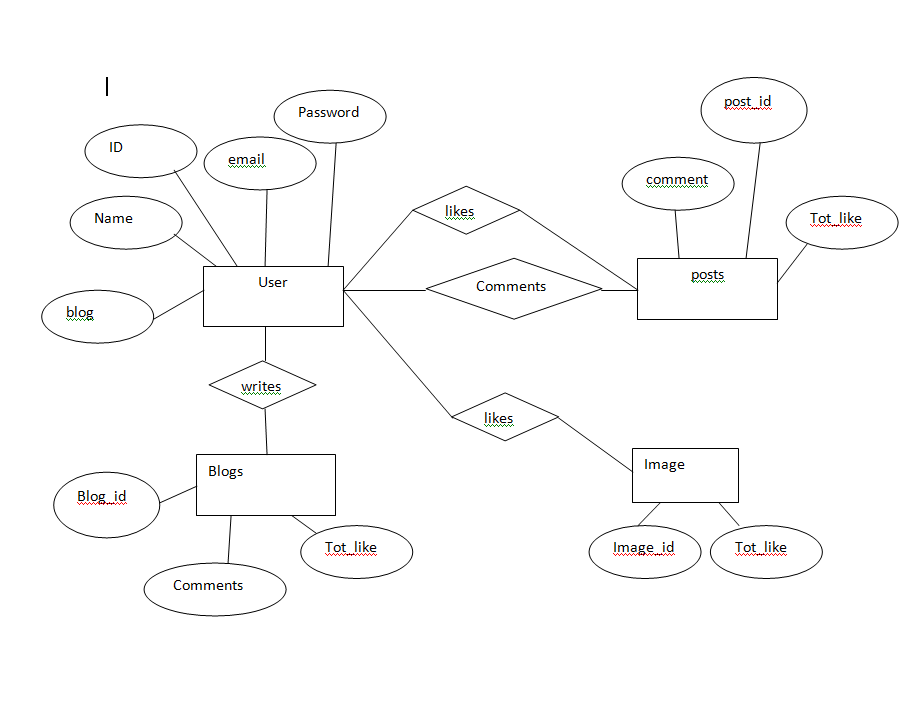 post_id
Password
ID
email
comment
likes
Name
Tot_like
posts
User
Comments
blog
writes
likes
Image
Blogs
Blog_id
Tot_like
Image_id
Tot_like
Comments